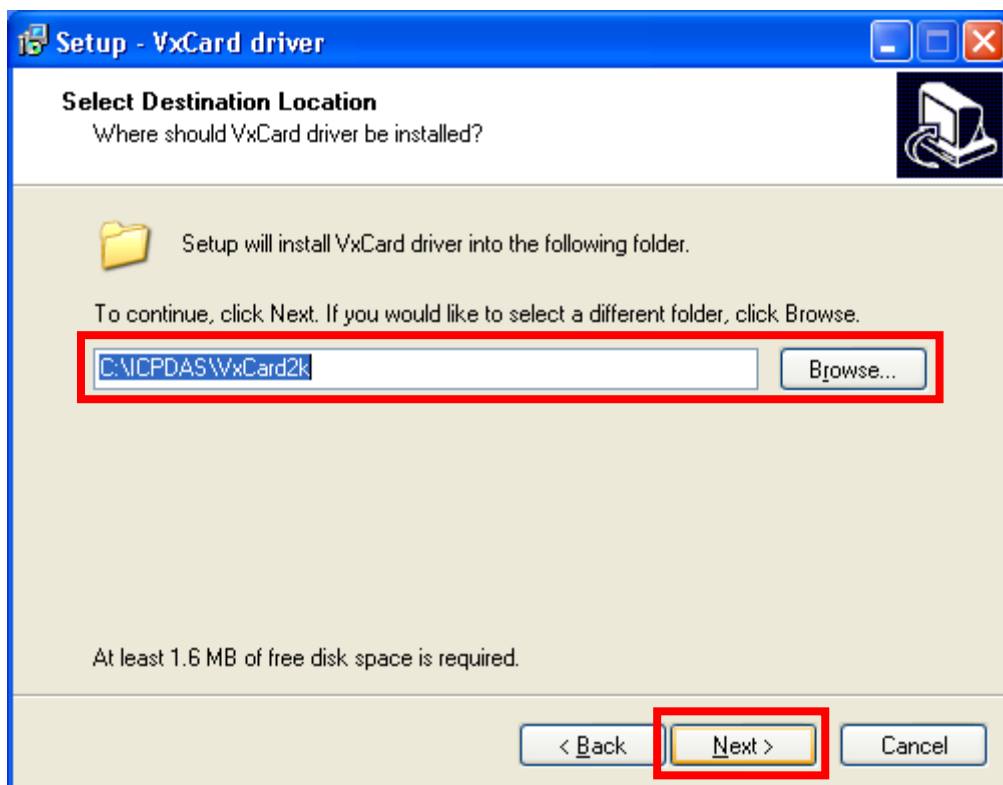 Setup - VxCard driver
Select Destination Location
Where should VxCard driver be installed?
Setup will install VxCard driver into the following folder.
To continue, click Next. If you would like to select a different folder, click Browse.
C:\ICPDAS\VxCard2k
Browse...
At least 1.6 MB of free disk space is required.
< Back
Next >
Cancel